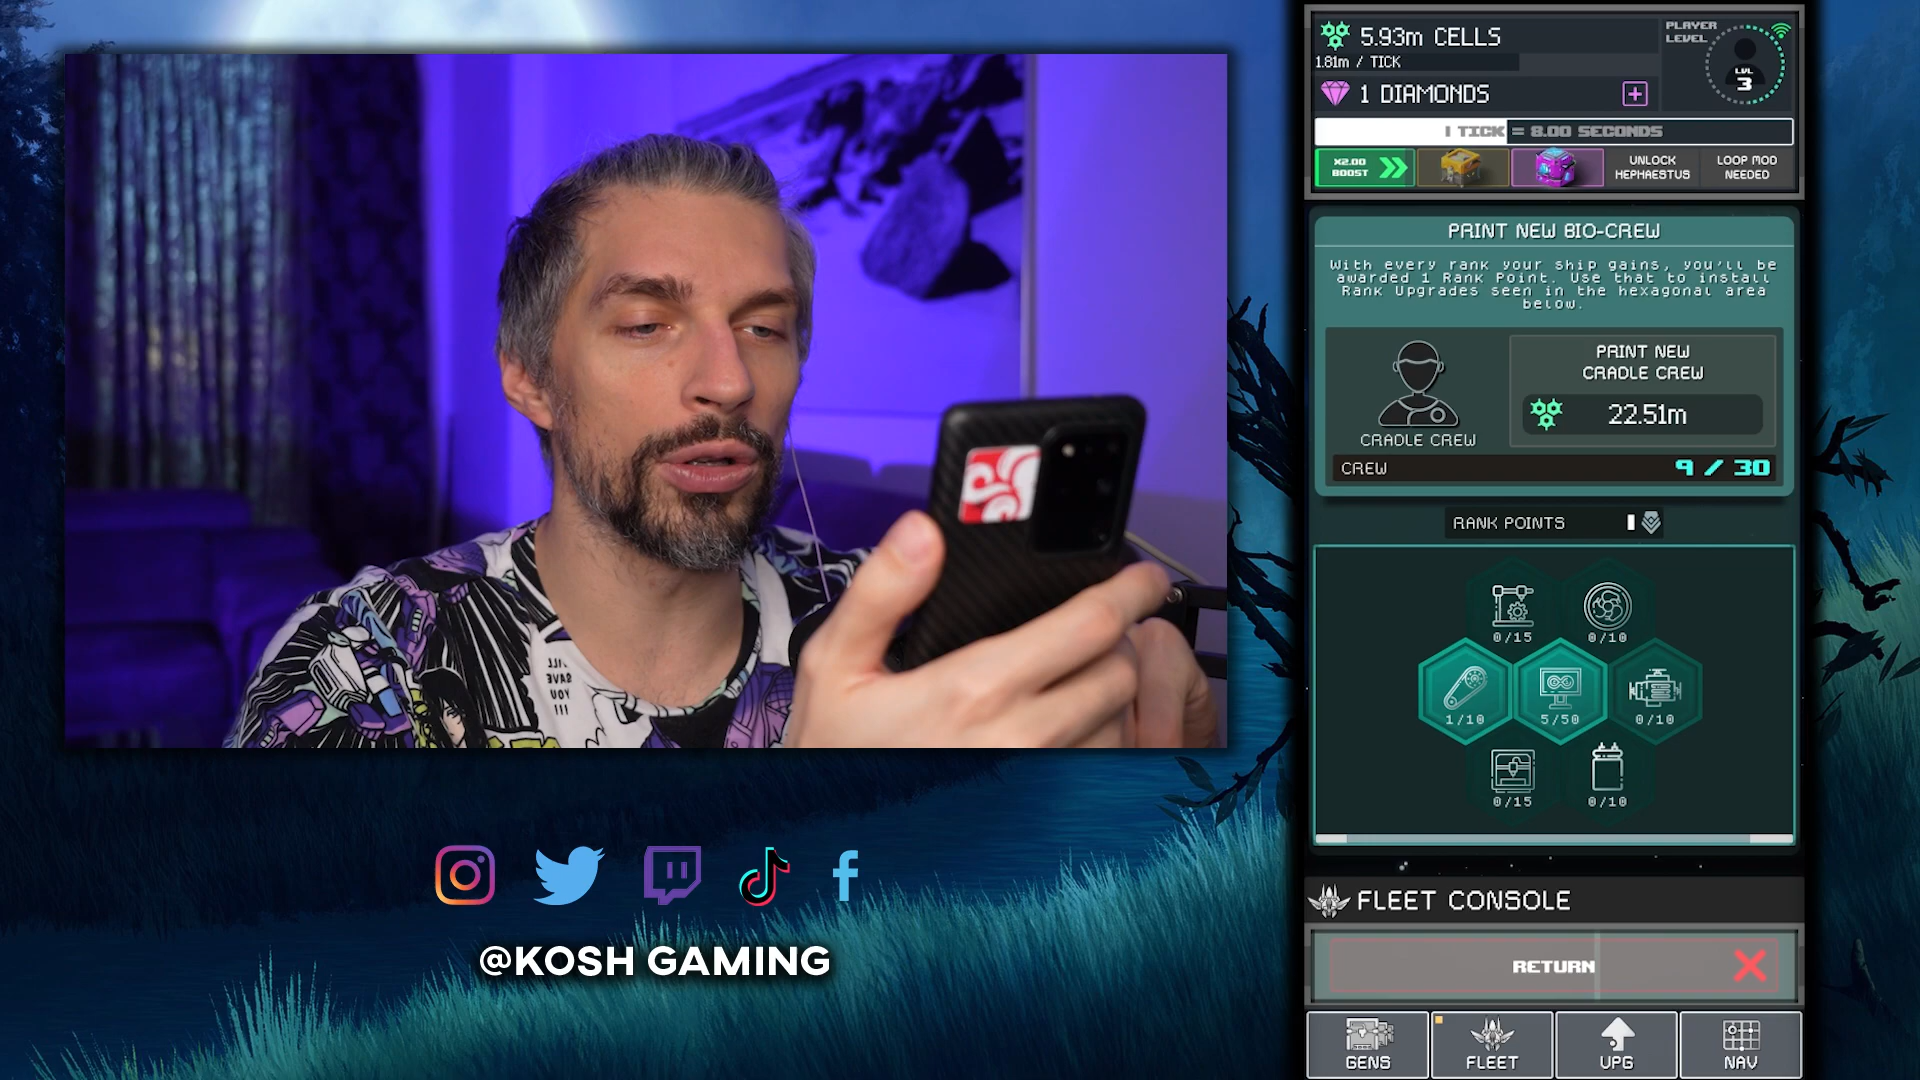 5.93m CELLS
1.81m / TICK
1 DIAMONDS
PLAYER
LEVEL
LVL
3
1 TICK = 8.00 SECONDS
X2.00
BOOST
UNLOCK
HEPHAESTUS
LOOP MOD
NEEDED
PRINT NEW BIO-CREW
With every rank your ship gains, you'll be
awarded 1 Rank Point. Use that to install
Rank Upgrades seen in the hexagonal area
below.
PRINT NEW
CRADLE CREW
22.51m
CRADLE CREW
CREW
9 / 30
RANK POINTS 1
0/15
0/10
1/10
5/50
0/10
0/15
0/10
FLEET CONSOLE
RETURN
GENS
FLEET
UPG
NAV
@KOSH GAMING